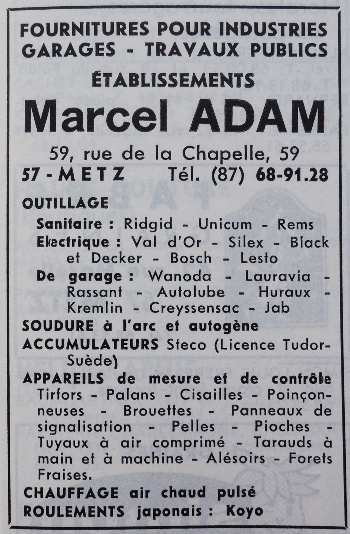 FOURNITURES POUR INDUSTRIES
GARAGES - TRAVAUX PUBLICS
ÉTABLISSEMENTS
Marcel ADAM
59, rue de la Chapelle, 59
57 - METZ Tél. (87) 68-91.28
OUTILLAGE
Sanitaire : Ridgid - Unicum - Rems
Electrique : Val d'Or - Silex - Black
et Decker - Bosch - Lesto
De garage : Wanoda - Lauravia -
Rassant - Autalube - Huraux -
Kremlin - Creyssensac - Jab
SOUDURE à l'arc et autogène
ACCUMULATEURS Steco (Licence Tudor-
Suède)
APPAREILS de mesure et de contrôle
Tirfors - Palans - Cisailles - Poinçon-
neuses - Brouettes - Panneaux de
signalisation - Pelles - Pioches -
Tuyaux à air comprimé - Tarauds à
main et à machine - Alésoirs - Forets
Fraises.
CHAUFFAGE air chaud pulsé
ROULEMENTS japonais : Koyo